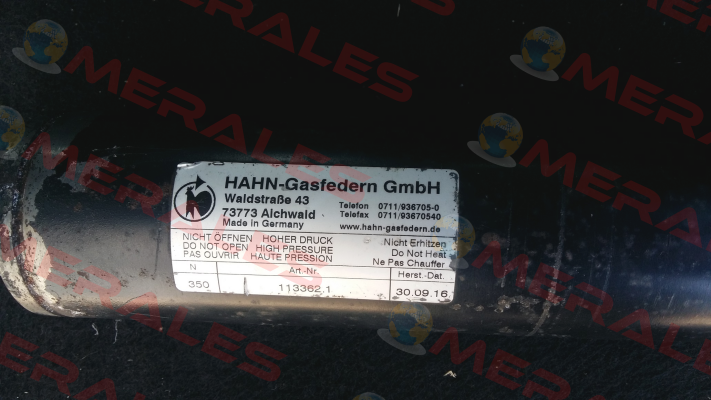 HAHN-Gasfedern GmbH
Waldstraße 43
73773 Aichwald
Made in Germany
Telefon 0711/936705-0
Telefax 0711/93670540
www.hahn-gasfedern.de
NICHT ÖFFNEN HOHER DRUCK Nicht Erhitzen
DO NOT OPEN HIGH PRESSURE Do Not Heat
PAS OUVRIR HAUTE PRESSION Ne Pas Chauffer
N Art.-Nr. Herst.-Dat.
350 113362,1 30.09.16
MERALES
MERALES
MERALES
MERALES
MERALES